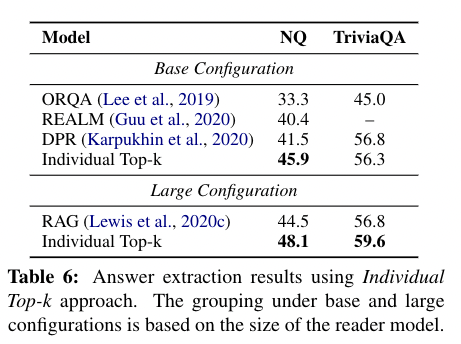 Model NQ TriviaQA
Base Configuration
ORQA (Lee et al., 2019) 33.3 45.0
REALM (Guu et al., 2020) 40.4 –
DPR (Karpukhin et al., 2020) 41.5 56.8
Individual Top-k 45.9 56.3
Large Configuration
RAG (Lewis et al., 2020c) 44.5 56.8
Individual Top-k 48.1 59.6
Table 6: Answer extraction results using Individual
Top-k approach. The grouping under base and large
configurations is based on the size of the reader model.